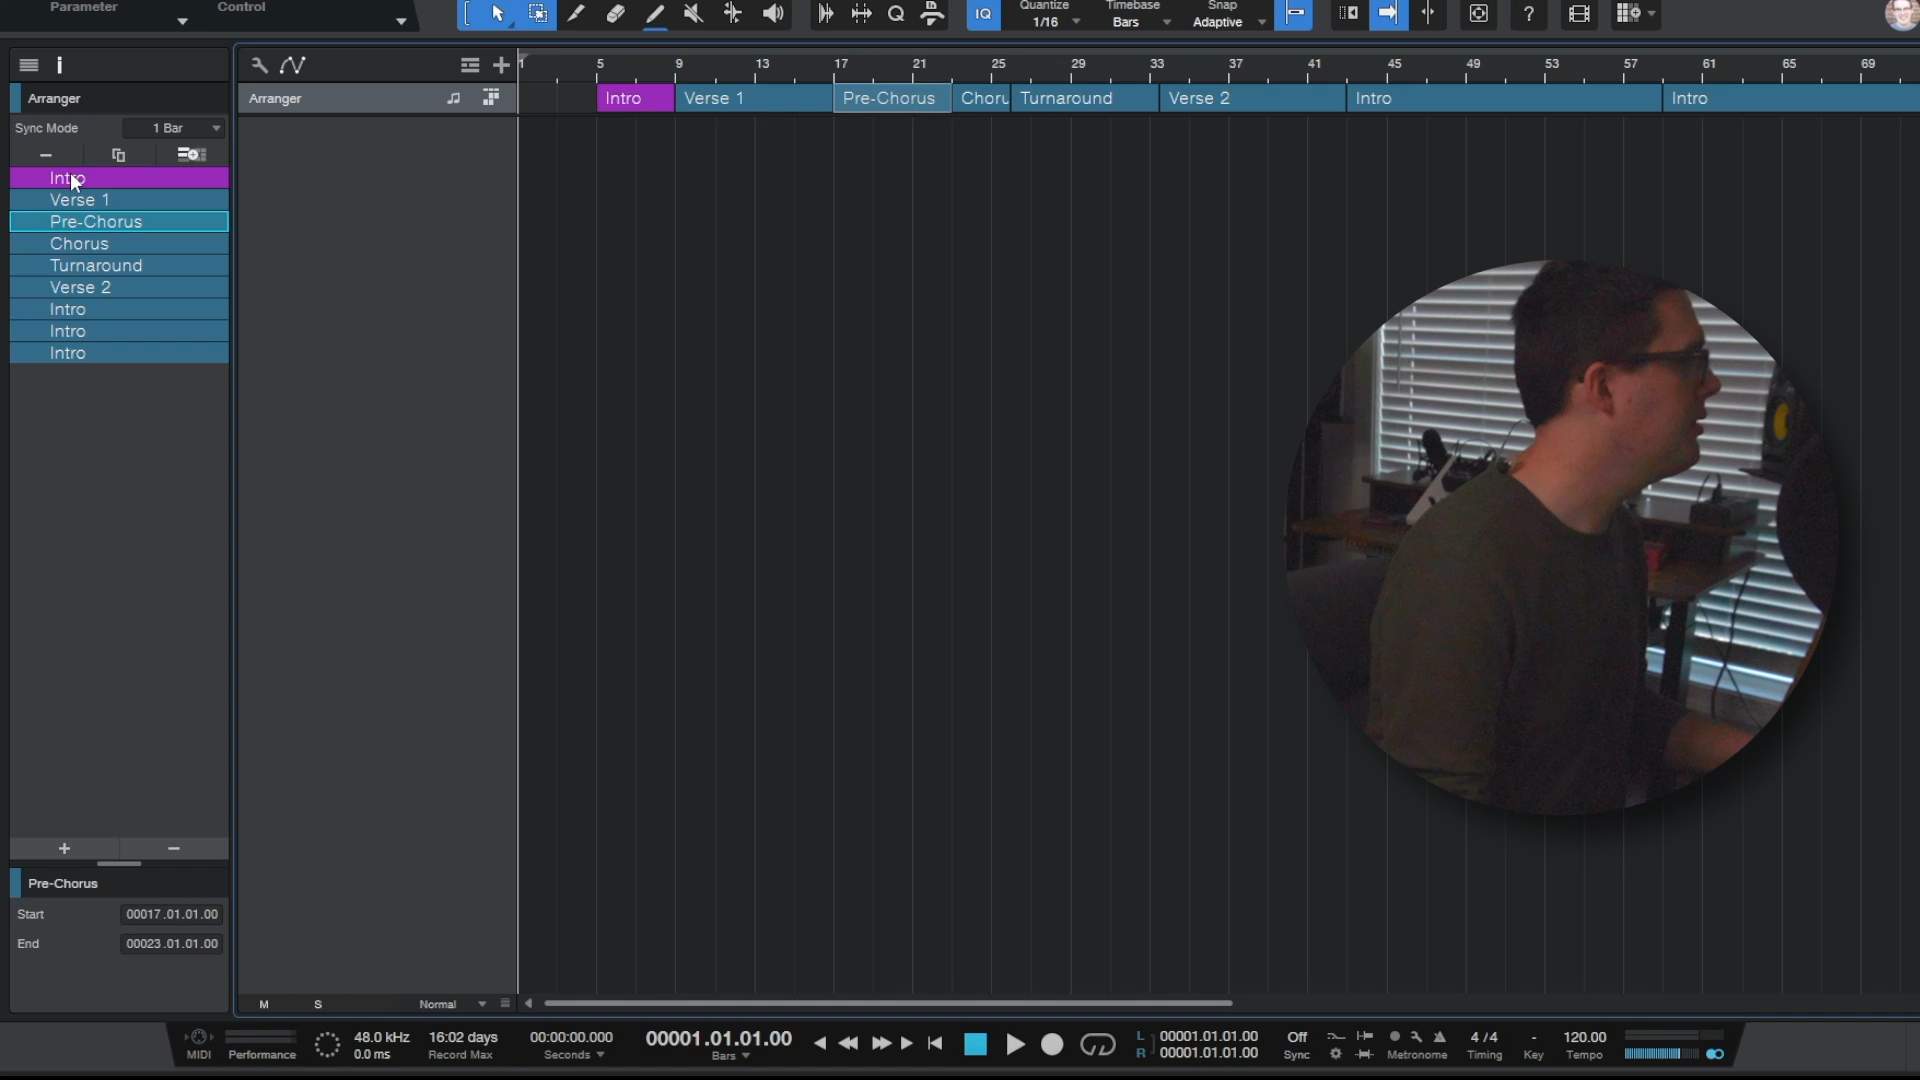 Parameter
Control
Quantize
1/16
Timebase
Bars
Snap
Adaptive
IQ
Q
?
i
Arranger
Sync Mode
1 Bar
Intro
Verse 1
Pre-Chorus
Chorus
Turnaround
Verse 2
Intro
Intro
Intro
Pre-Chorus
Start
00017.01.01.00
End
00023.01.01.00
Arranger
1 5 9 13 17 21 25 29 33 37 41 45 49 53 57 61 65 69
Intro Verse 1 Pre-Chorus Choru Turnaround Verse 2 Intro Intro
M S Normal
MIDI
Performance
48.0 kHz
0.0 ms
16:02 days
Record Max
00:00:00.000
Seconds
00001.01.01.00
Bars
L 00001.01.01.00
R 00001.01.01.00
Off
Sync
Metronome
4 / 4
Timing
-
Key
120.00
Tempo